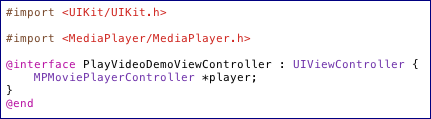 #import <UIKit/UIKit.h>
#import <MediaPlayer/MediaPlayer.h>
@interface PlayVideoDemoViewController : UIViewController {
    MPMoviePlayerController *player;
}
@end